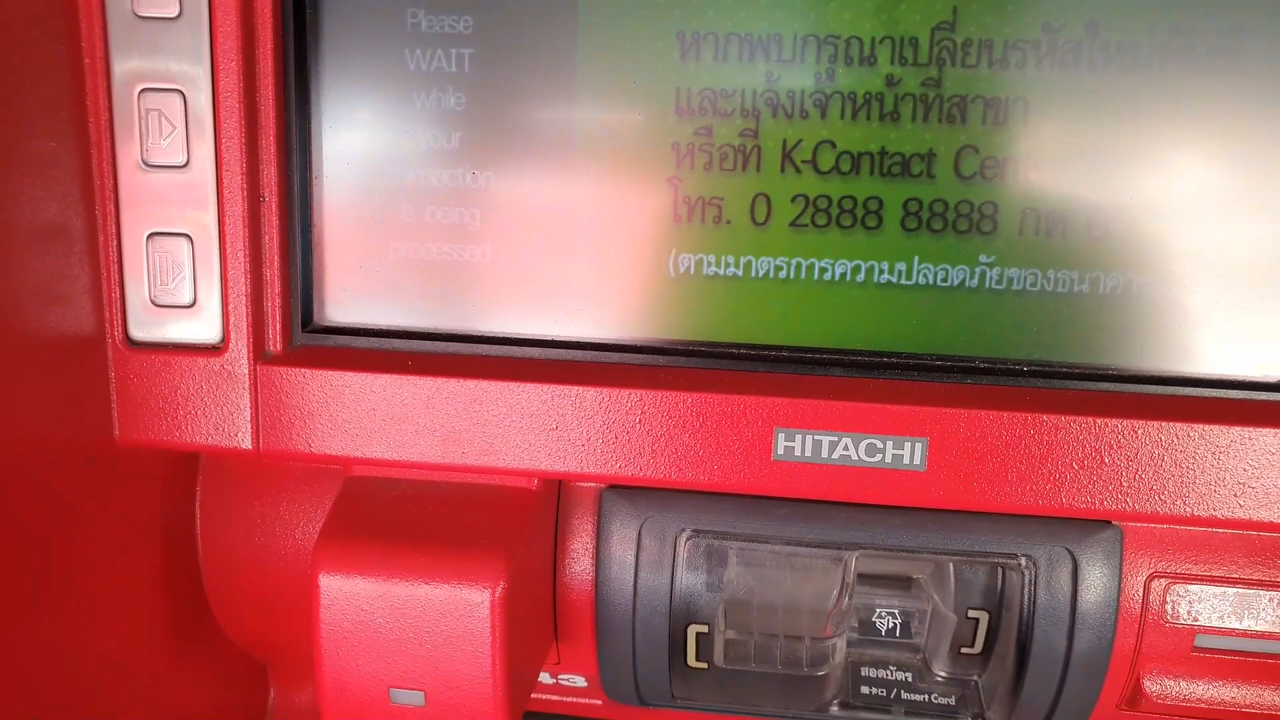 Please
WAIT
while
your
is being
processed
หากพบกรุณาเปลี่ยนรหัสใหม่
และแจ้งเจ้าหน้าที่สาขา
หรือที่ K-Contact
โทร. 0 2888 8888 กด
(ตามมาตรการความปลอดภัยของธนาคาร
HITACHI
สอดบัตร
/ Insert Card